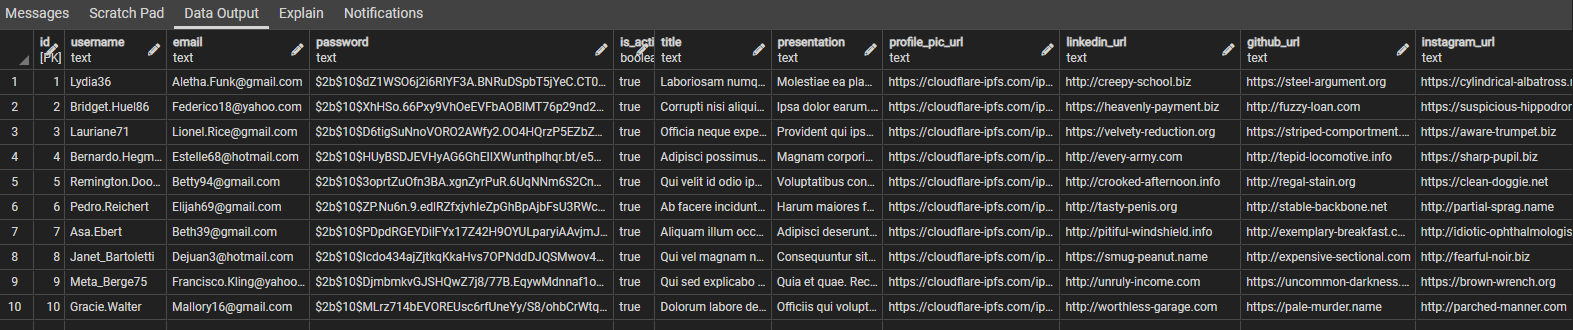 Messages Scratch Pad Data Output Explain Notifications
id username email password is_acti title presentation profile_pic_url linkedin_url github_url instagram_url
[PK] text text text boolea text text text text text text
1 1 Lydia36 Aletha.Funk@gmail.com $2b$10$dZ1WSO6j2i6RIYF3A.BNRuDSpbT5jYeC.CT0... true Laboriosam numq... Molestiae ea pla... https://cloudflare-ipfs.com/ip... http://creepy-school.biz https://steel-argument.org https://cylindrical-albatross.
2 2 Bridget.Huel86 Federico18@yahoo.com $2b$10$XhHSo.66Pxy9VhOeEVFbAOBIMT76p29nd2... true Corrupti nisi aliqui... Ipsa dolor earum.... https://cloudflare-ipfs.com/ip... https://heavenly-payment.biz http://fuzzy-loan.com https://suspicious-hippodro
3 3 Lauriane71 Lionel.Rice@gmail.com $2b$10$D6tigSuNnoVORO2AWfy2.OO4HQrzP5EZbZ... true Officia neque expe... Provident qui ips... https://cloudflare-ipfs.com/ip... https://velvety-reduction.org https://striped-comportment.... https://aware-trumpet.biz
4 4 Bernardo.Hegm... Estelle68@hotmail.com $2b$10$HUyBSDJEVHyAG6GhEIIXWunthpIhqr.bt/e5... true Adipisci possimus... Magnam corpori... https://cloudflare-ipfs.com/ip... http://every-army.com http://tepid-locomotive.info https://sharp-pupil.biz
5 5 Remington.Doo... Betty94@gmail.com $2b$10$3oprtZuOfn3BA.xgnZyrPuR.6UqNNm6S2Cn... true Qui velit id odio ip... Voluptatibus con... https://cloudflare-ipfs.com/ip... http://crooked-afternoon.info http://regal-stain.org https://clean-doggie.net
6 6 Pedro.Reichert Elijah69@gmail.com $2b$10$ZP.Nu6n.9.edIRZfxjvhIeZpGhBpAjbFsU3RWc... true Ab facere incidunt... Harum maiores f... https://cloudflare-ipfs.com/ip... http://tasty-penis.org http://stable-backbone.net http://partial-sprag.name
7 7 Asa.Ebert Beth39@gmail.com $2b$10$PDpdRGEYDiIFYx17Z42H9OYULparyiAAvjmJ... true Aliquam illum occ... Adipisci deserunt... https://cloudflare-ipfs.com/ip... http://pitiful-windshield.info http://exemplary-breakfast.c... http://idiotic-ophthalmologis
8 8 Janet_Bartoletti Dejuan3@hotmail.com $2b$10$Icdo434ajZjtkqKkaHvs7OPNddDJQSMwov4... true Qui vel magnam n... Consequuntur sit... https://cloudflare-ipfs.com/ip... https://smug-peanut.name http://expensive-sectional.com http://fearful-noir.biz
9 9 Meta_Berge75 Francisco.Kling@yahoo... $2b$10$DjmbmkvGJSHQwZ7j8/77B.EqywMdnnaf1o... true Qui sed explicabo ... Quia et quae. Rec... https://cloudflare-ipfs.com/ip... http://unruly-income.com https://uncommon-darkness.... https://brown-wrench.org
10 10 Gracie.Walter Mallory16@gmail.com $2b$10$MLrz714bEVOREUsc6rfUneYy/S8/ohbCrWtq... true Dolorum labore de... Officiis qui volupt... https://cloudflare-ipfs.com/ip... http://worthless-garage.com https://pale-murder.name http://parched-manner.com